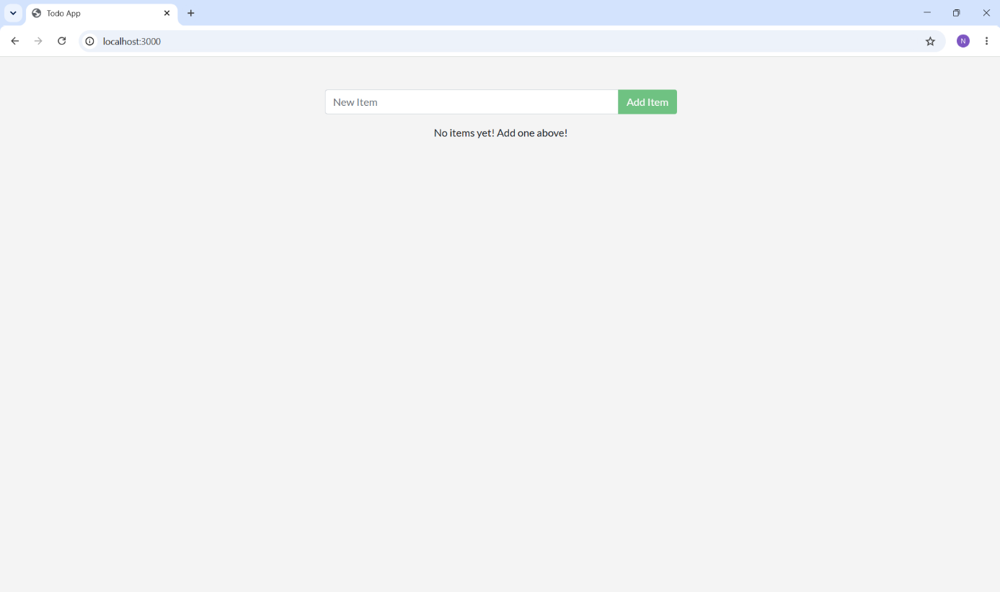 Todo App
localhost:3000
N
New Item
Add Item
No items yet! Add one above!